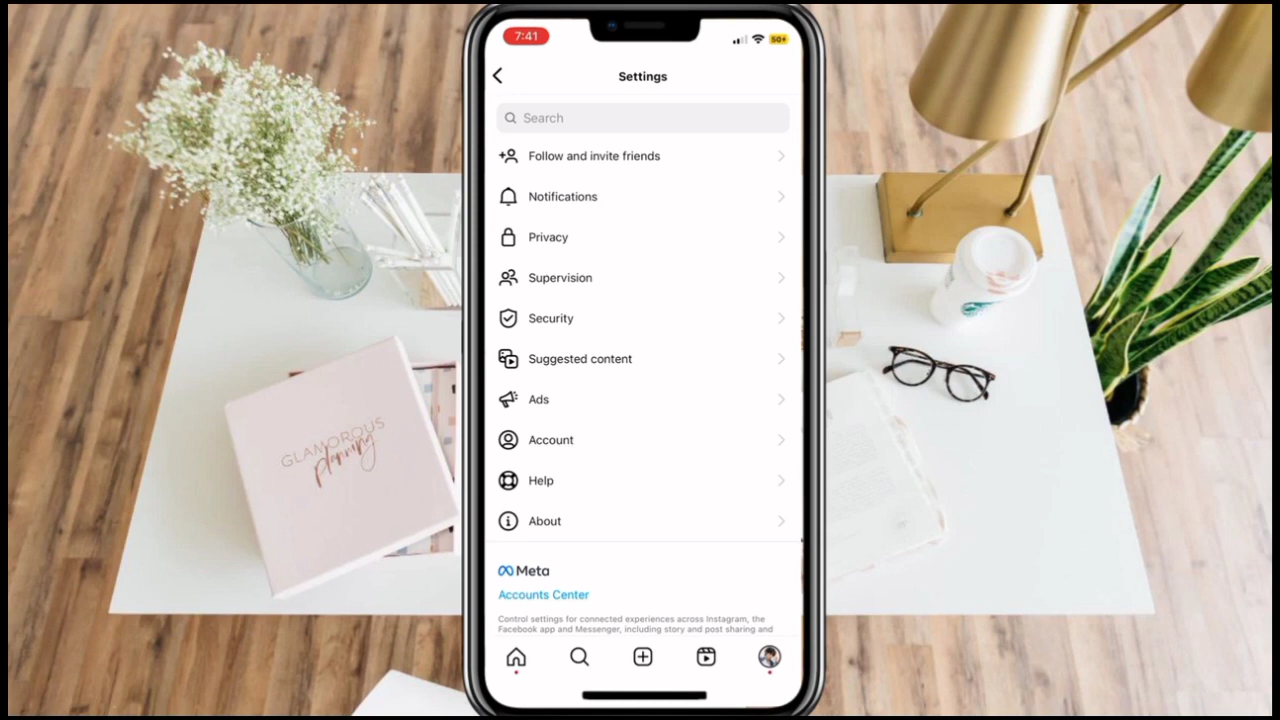 7:41
50+
Settings
Search
Follow and invite friends
Notifications
Privacy
Supervision
Security
Suggested content
Ads
Account
Help
About
Meta
Accounts Center
Control settings for connected experiences across Instagram, the
Facebook app and Messenger, including story and post sharing and
GLAMOROUS
planning